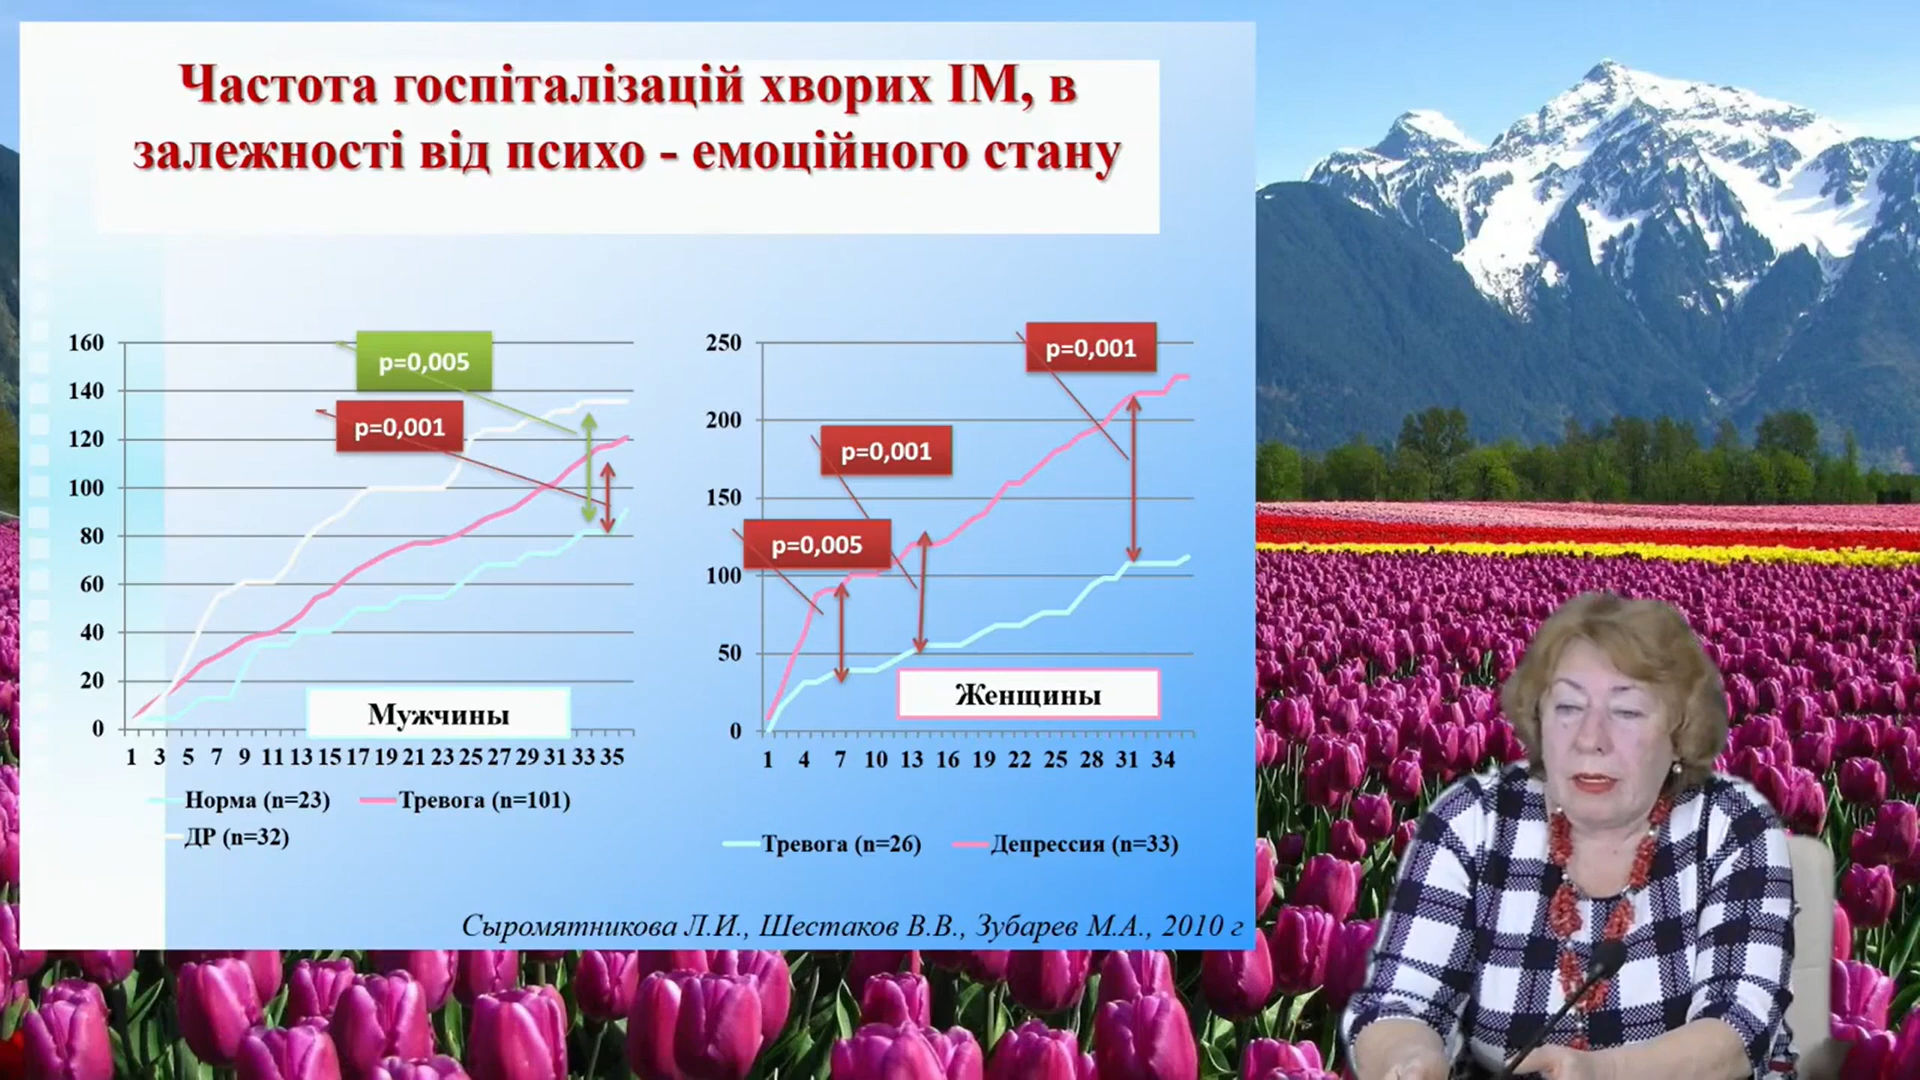 Частота госпіталізацій хворих ІМ, в
залежності від психо - емоційного стану
160
140
120
100
80
60
40
20
0
p=0,005
p=0,001
Мужчины
1 3 5 7 9 11 13 15 17 19 21 23 25 27 29 31 33 35
Норма (n=23) Тревога (n=101)
ДР (n=32)
250
200
150
100
50
0
p=0,001
p=0,001
p=0,005
Женщины
1 4 7 10 13 16 19 22 25 28 31 34
Тревога (n=26) Депрессия (n=33)
Сыромятникова Л.И., Шестаков В.В., Зубарев М.А., 2010 г